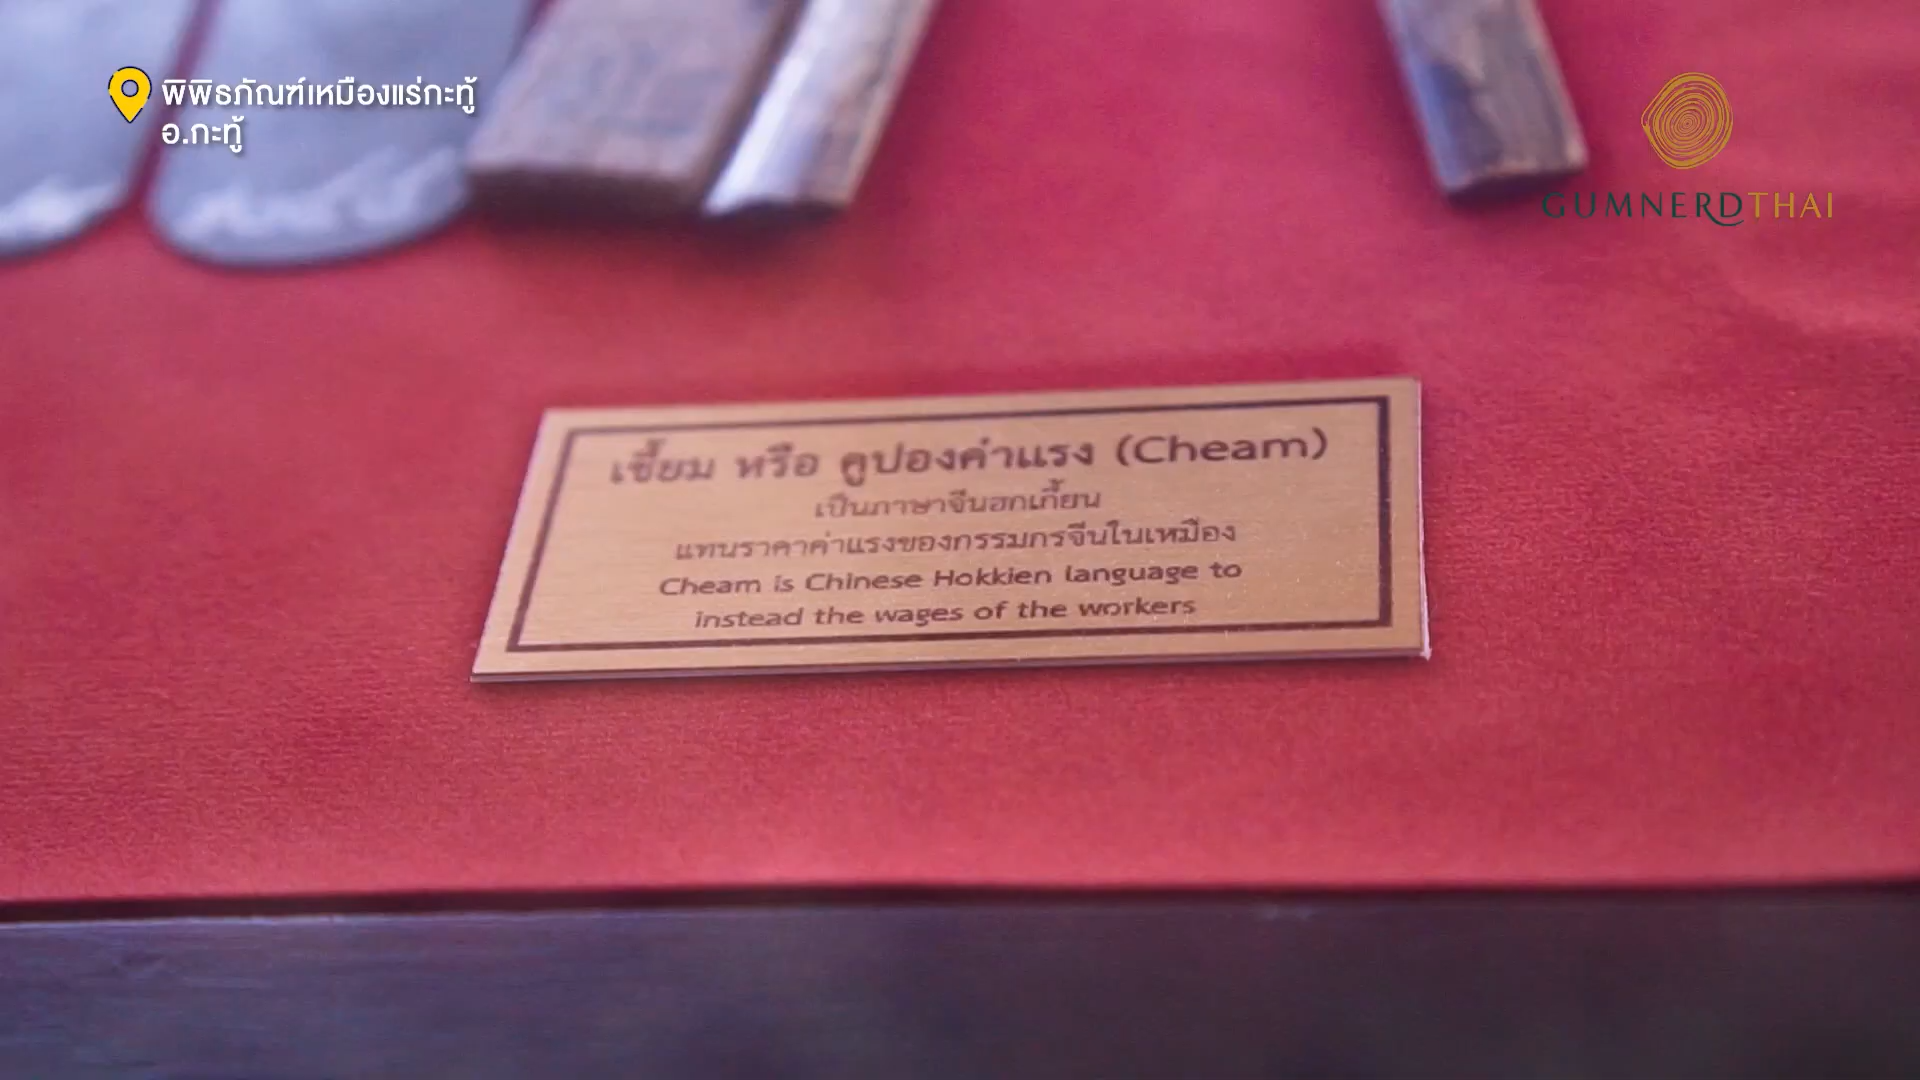 พิพิธภัณฑ์เหมืองแร่กะทู้
อ.กะทู้
GUMNERDTHAI
เชี้ยม หรือ คูปองค่าแรง (Cheam)
เป็นภาษาจีนฮกเกี้ยน
แทนราคาค่าแรงของกรรมกรจีนในเหมือง
Cheam is Chinese Hokkien language to
instead the wages of the workers